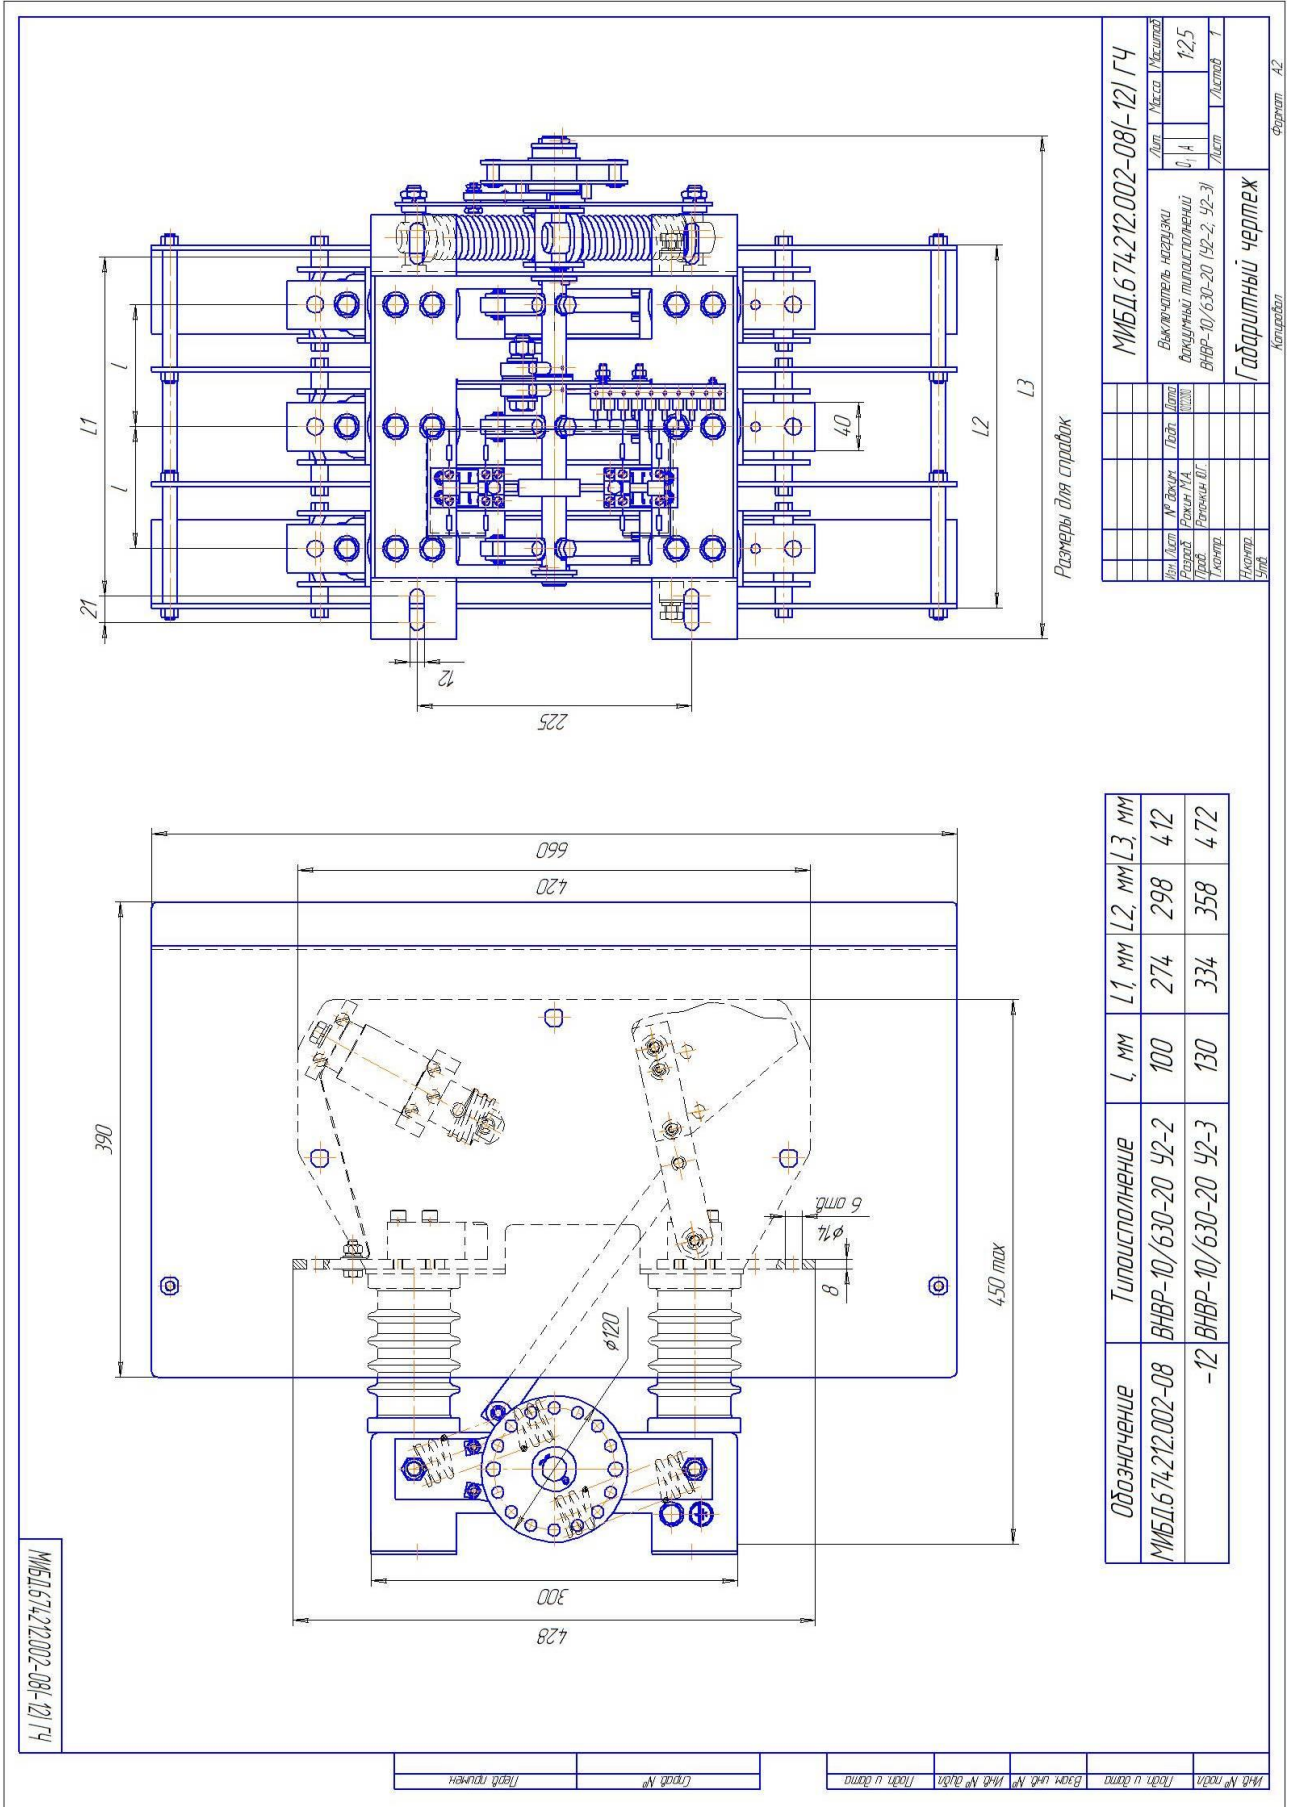 МИБД.674212.002-08(-12) ГЧ
390
660
420
ø120
ø14
6 отв.
8
450 max
300
428
L1
l
l
21
12
225
40
L2
L3
Размеры для справок
Обозначение Типоисполнение l, мм L1, мм L2, мм L3, мм
МИБД.674212.002-08 ВНВР-10/630-20 У2-2 100 274 298 412
-12 ВНВР-10/630-20 У2-3 130 334 358 472
МИБД.674212.002-08(-12) ГЧ
Выключатель нагрузки
вакуумный типоисполнений
ВНВР-10/630-20 (У2-2, У2-3)
Габаритный чертеж
Лит. Масса Масштаб
О1 А 1:2,5
Лист Листов 1
Изм. Лист № докум. Подп. Дата
Разраб. Рожин М.А.
Пров.
Т.контр.
Н.контр.
Утв.
Копировал
Формат А2
Перв. примен.
Справ. №
Подп. и дата
Инв. № дубл.
Взам. инв. №
Подп. и дата
Инв. № подл.